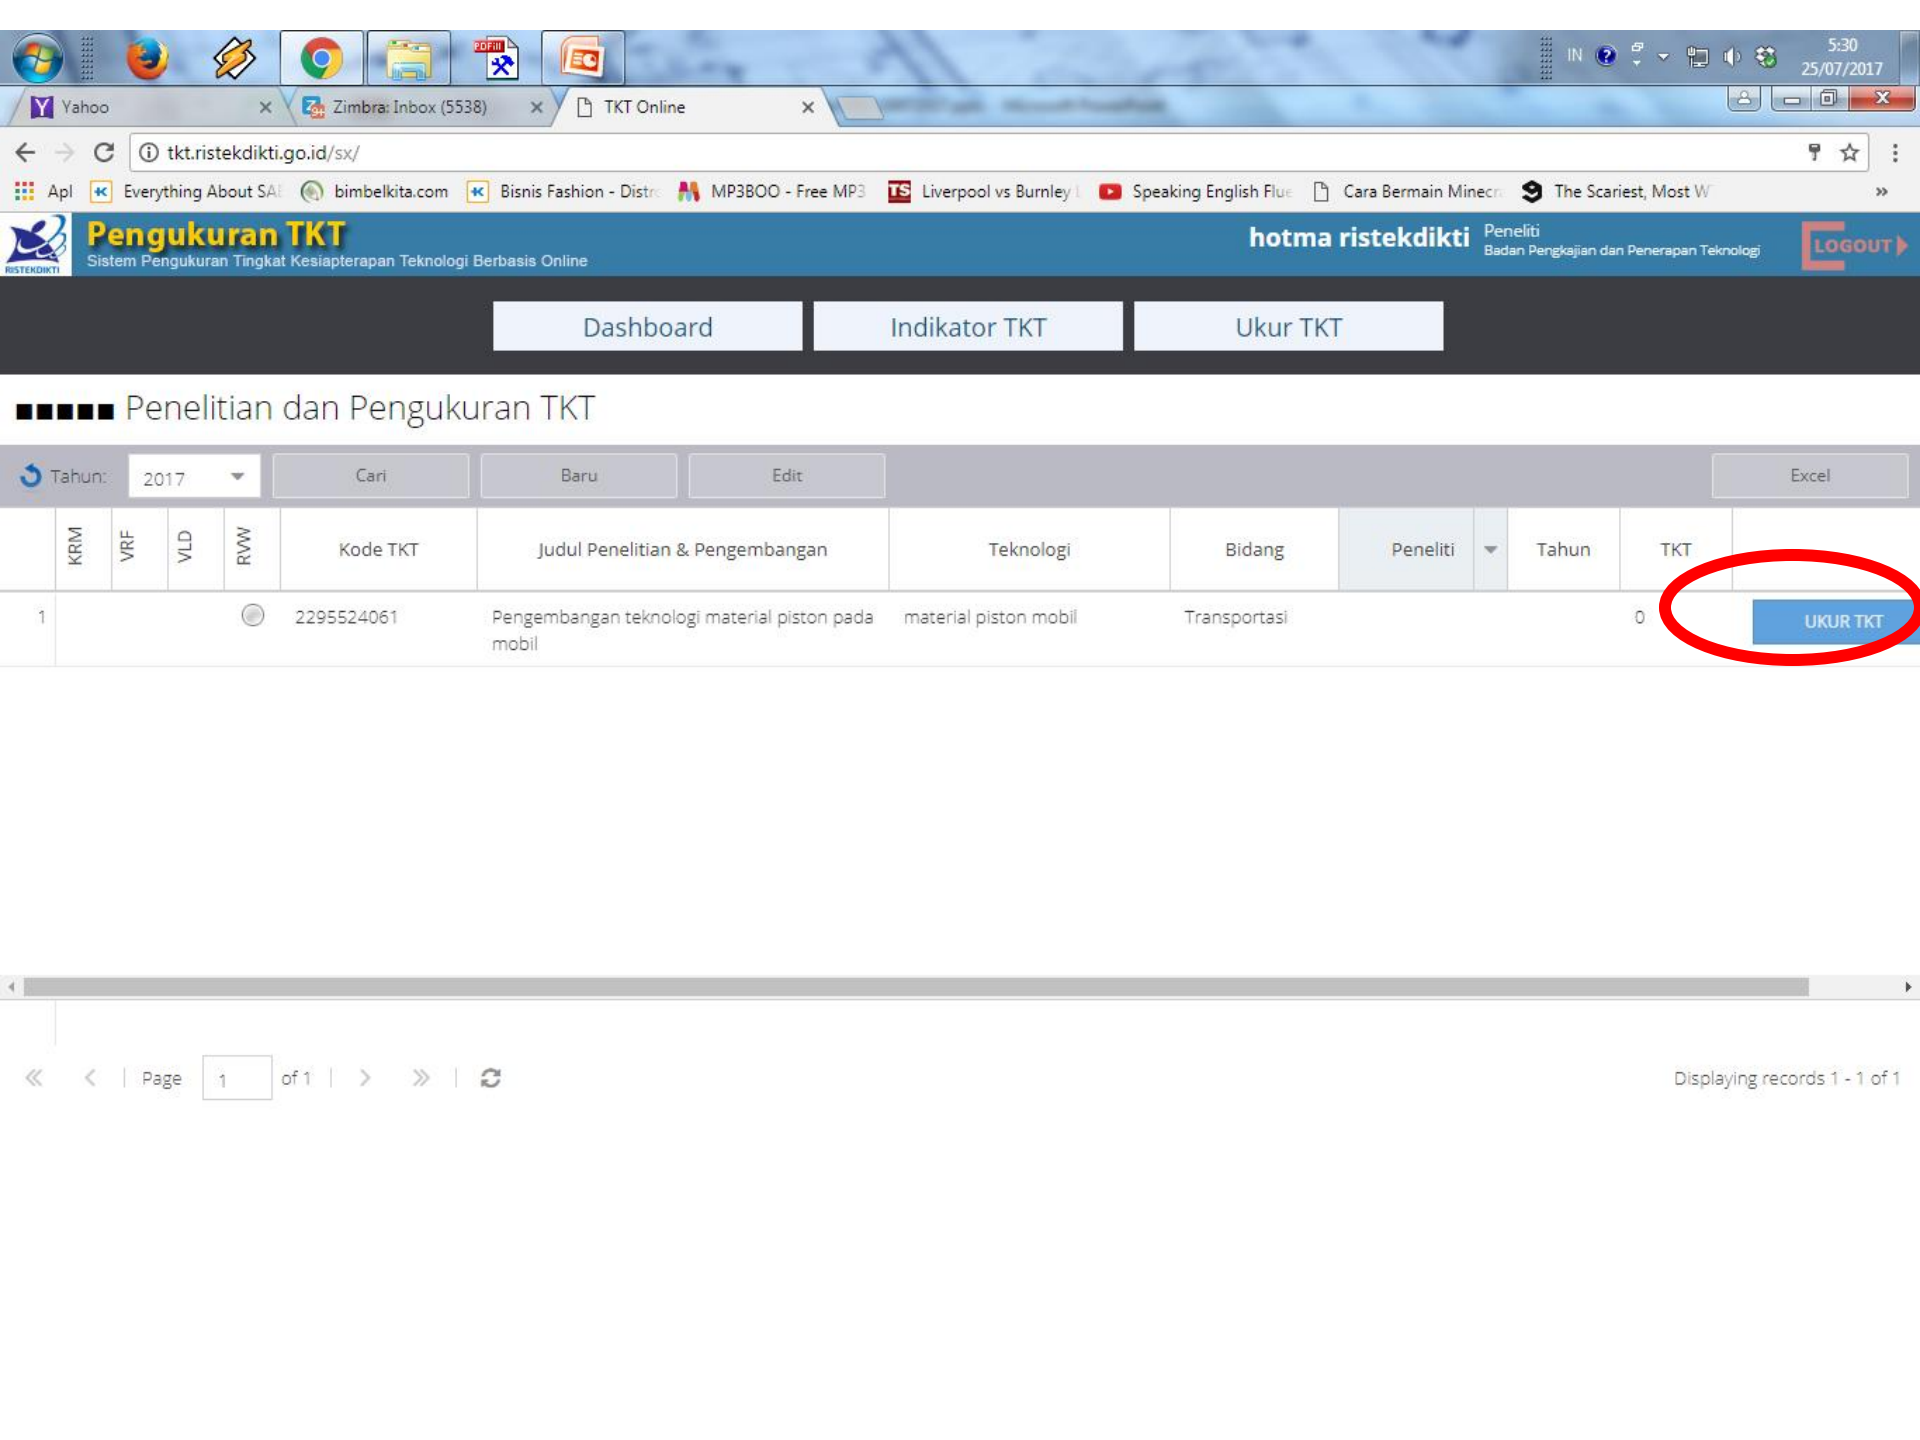 PDFill
IN
5:30
25/07/2017
Yahoo
Zimbra: Inbox (5538)
TKT Online
tkt.ristekdikti.go.id/sx/
Apl
Everything About SA
bimbelkita.com
Bisnis Fashion - Distr
MP3BOO - Free MP3
TS
Liverpool vs Burnley
Speaking English Flue
Cara Bermain Minecr
The Scariest, Most W
RISTEKDIKTI
Pengukuran TKT
Sistem Pengukuran Tingkat Kesiapterapan Teknologi Berbasis Online
hotma ristekdikti
Peneliti
Badan Pengkajian dan Penerapan Teknologi
LOGOUT
Dashboard
Indikator TKT
Ukur TKT
Penelitian dan Pengukuran TKT
Tahun:
2017
Cari
Baru
Edit
Excel
KRM
VRF
VLD
RVW
Kode TKT
Judul Penelitian & Pengembangan
Teknologi
Bidang
Peneliti
Tahun
TKT
1
2295524061
Pengembangan teknologi material piston pada
mobil
material piston mobil
Transportasi
0
UKUR TKT
Page
1
of 1
Displaying records 1 - 1 of 1